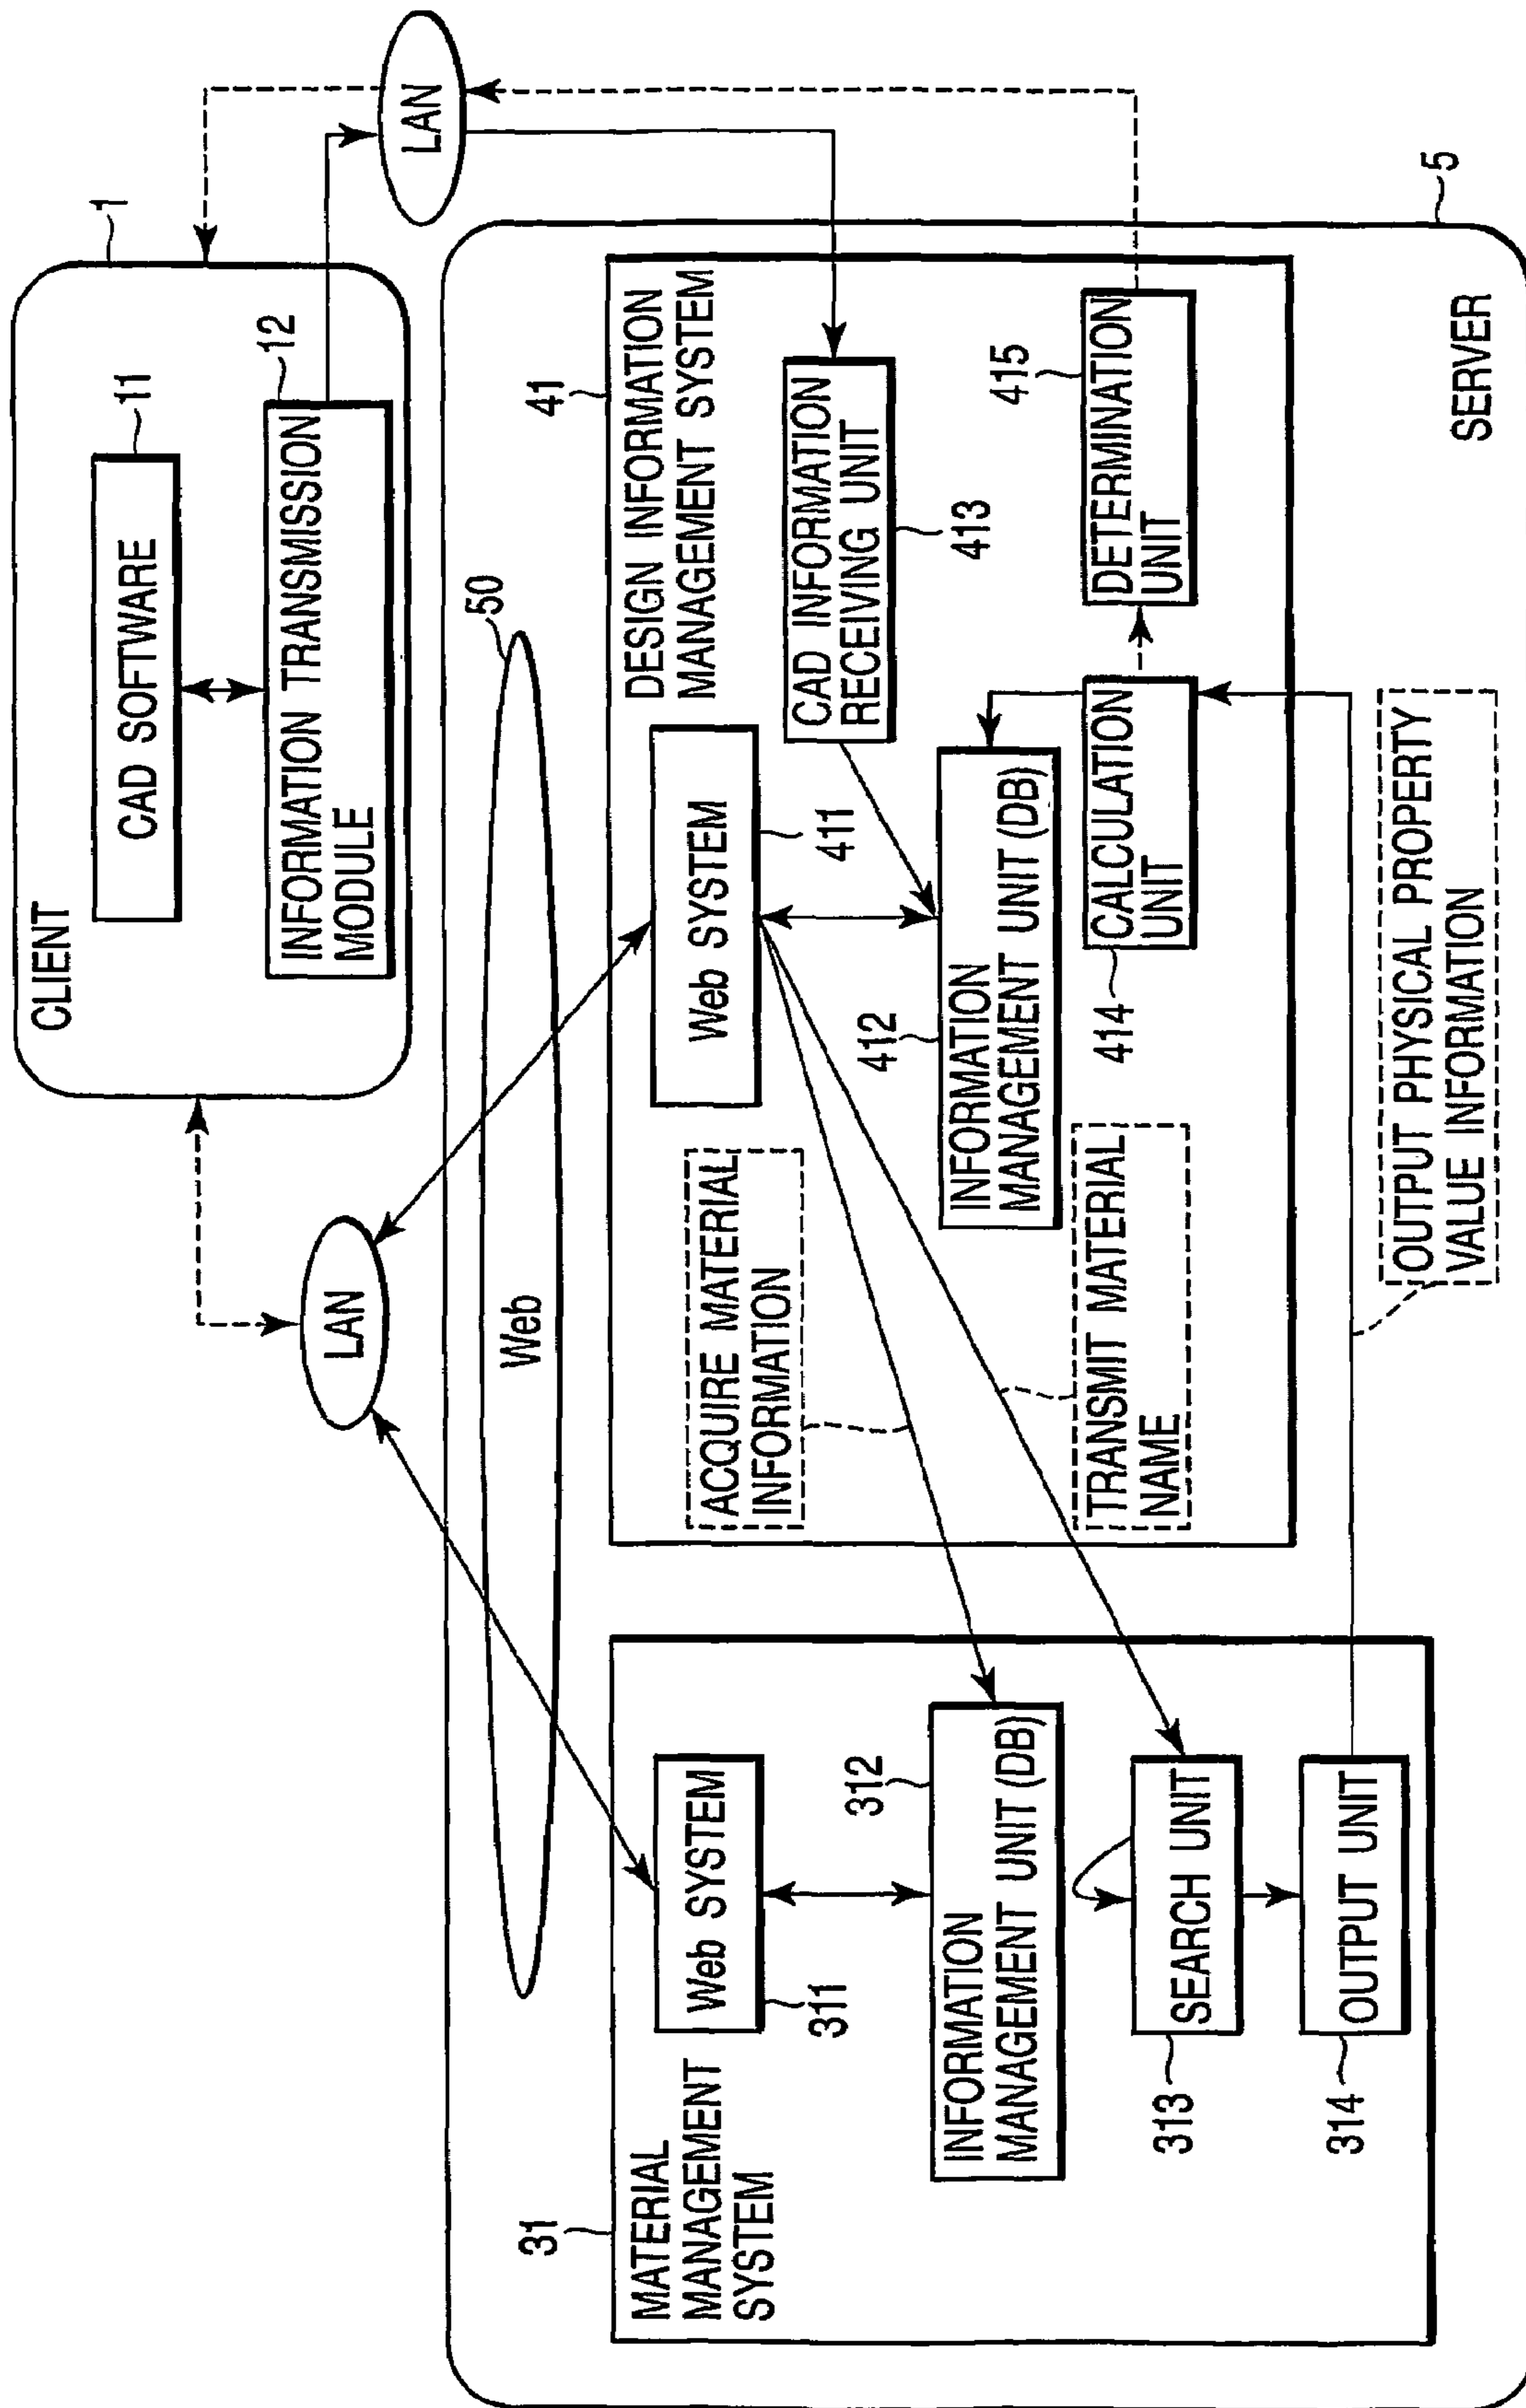 CLIENT
1
CAD SOFTWARE
11
INFORMATION TRANSMISSION
MODULE
12
LAN
LAN
Web
50
MATERIAL
MANAGEMENT
SYSTEM
31
Web SYSTEM
311
INFORMATION
MANAGEMENT UNIT (DB)
312
SEARCH UNIT
313
OUTPUT UNIT
314
ACQUIRE MATERIAL
INFORMATION
TRANSMIT MATERIAL
NAME
DESIGN INFORMATION
MANAGEMENT SYSTEM
41
Web SYSTEM
411
CAD INFORMATION
RECEIVING UNIT
413
INFORMATION
MANAGEMENT UNIT (DB)
412
CALCULATION
UNIT
414
DETERMINATION
UNIT
415
OUTPUT PHYSICAL PROPERTY
VALUE INFORMATION
SERVER
5